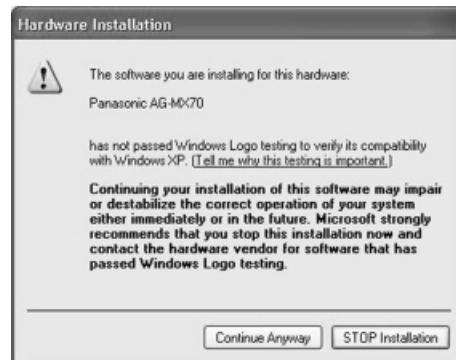 Hardware Installation
The software you are installing for this hardware:
Panasonic AG-MX70
has not passed Windows Logo testing to verify its compatibility
with Windows XP. (Tell me why this testing is important.)
Continuing your installation of this software may impair
or destabilize the correct operation of your system
either immediately or in the future. Microsoft strongly
recommends that you stop this installation now and
contact the hardware vendor for software that has
passed Windows Logo testing.
Continue Anyway
STOP Installation